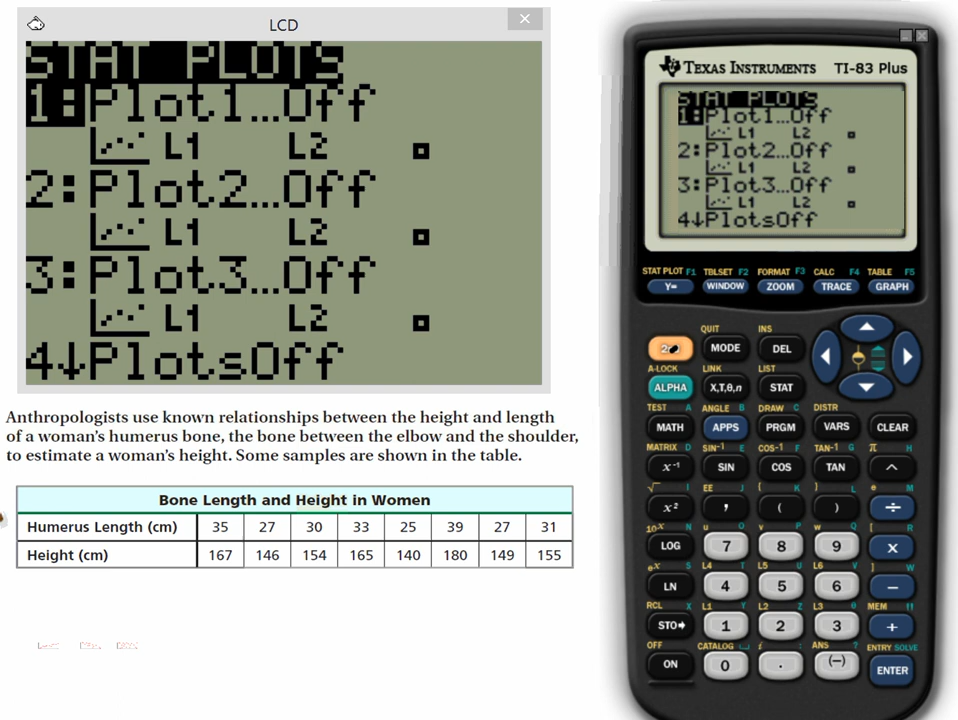 LCD
STAT PLOTS
1:Plot1...Off
L1 L2
2:Plot2...Off
L1 L2
3:Plot3...Off
L1 L2
4↓PlotsOff
Anthropologists use known relationships between the height and length
of a woman's humerus bone, the bone between the elbow and the shoulder,
to estimate a woman's height. Some samples are shown in the table.
Bone Length and Height in Women
Humerus Length (cm) 35 27 30 33 25 39 27 31
Height (cm) 167 146 154 165 140 180 149 155
TEXAS INSTRUMENTS TI-83 Plus
STAT PLOTS
1:Plot1...Off
L1 L2
2:Plot2...Off
L1 L2
3:Plot3...Off
L1 L2
4↓PlotsOff
STAT PLOT F1 TBLSET F2 FORMAT F3 CALC F4 TABLE F5
Y= WINDOW ZOOM TRACE GRAPH
QUIT INS
MODE DEL
A-LOCK LINK LIST
ALPHA X,T,θ,n STAT
TEST A ANGLE B DRAW C DISTR
MATH APPS PRGM VARS CLEAR
MATRIX D SIN-1 E COS-1 F TAN-1 G π H
x-1 SIN COS TAN ^
√ I EE J { K } L e M
x² , ( ) ÷
10x N u O v P w Q [ R
LOG 7 8 9 x
ex S L4 T L5 U L6 V ] W
LN 4 5 6 −
RCL X L1 Y L2 Z L3 θ MEM "
STO➧ 1 2 3 +
OFF CATALOG i : ANS ? ENTRY SOLVE
ON 0 . (−) ENTER